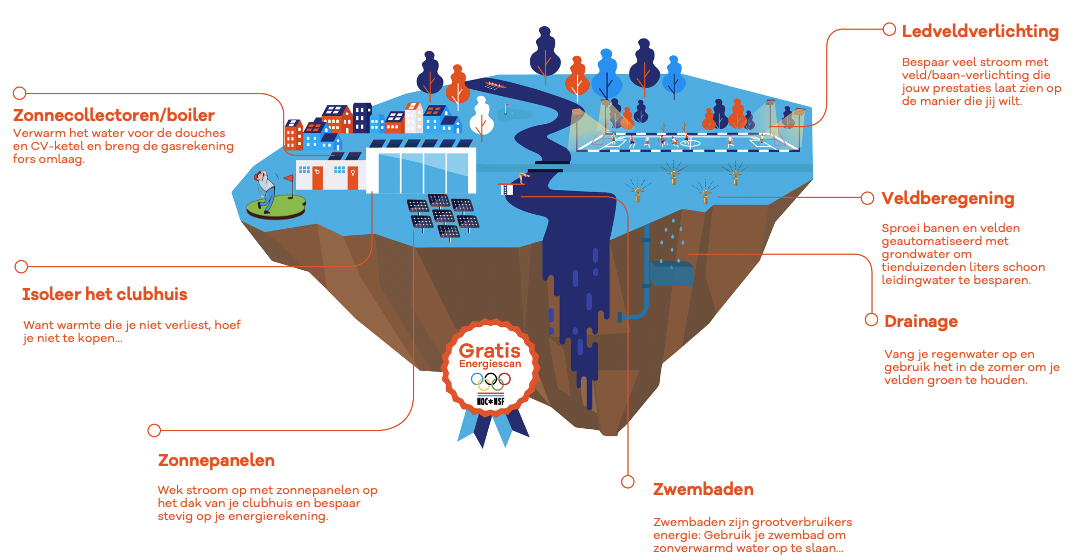 Ledveldverlichting
Bespaar veel stroom met
veld/baan-verlichting die
jouw prestaties laat zien op
de manier die jij wilt.
Zonnecollectoren/boiler
Verwarm het water voor de douches
en CV-ketel en breng de gasrekening
fors omlaag.
Veldberegening
Sproei banen en velden
geautomatiseerd met
grondwater om
tienduizenden liters schoon
leidingwater te besparen.
Isoleer het clubhuis
Want warmte die je niet verliest, hoef
je niet te kopen...
Drainage
Vang je regenwater op en
gebruik het in de zomer om je
velden groen te houden.
Gratis
Energiescan
NOC*NSF
Zonnepanelen
Wek stroom op met zonnepanelen op
het dak van je clubhuis en bespaar
stevig op je energierekening.
Zwembaden
Zwembaden zijn grootverbruikers
energie: Gebruik je zwembad om
zonverwarmd water op te slaan...